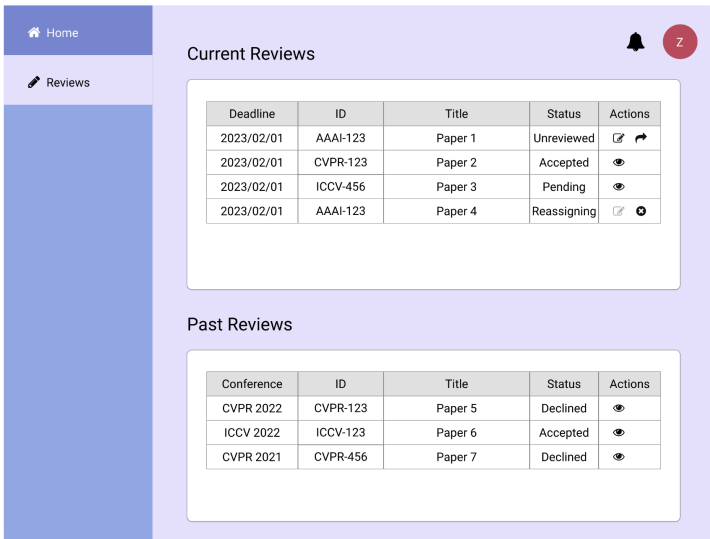 Home
Reviews
Z
Current Reviews
Deadline ID Title Status Actions
2023/02/01 AAAI-123 Paper 1 Unreviewed
2023/02/01 CVPR-123 Paper 2 Accepted
2023/02/01 ICCV-456 Paper 3 Pending
2023/02/01 AAAI-123 Paper 4 Reassigning
Past Reviews
Conference ID Title Status Actions
CVPR 2022 CVPR-123 Paper 5 Declined
ICCV 2022 ICCV-123 Paper 6 Accepted
CVPR 2021 CVPR-456 Paper 7 Declined